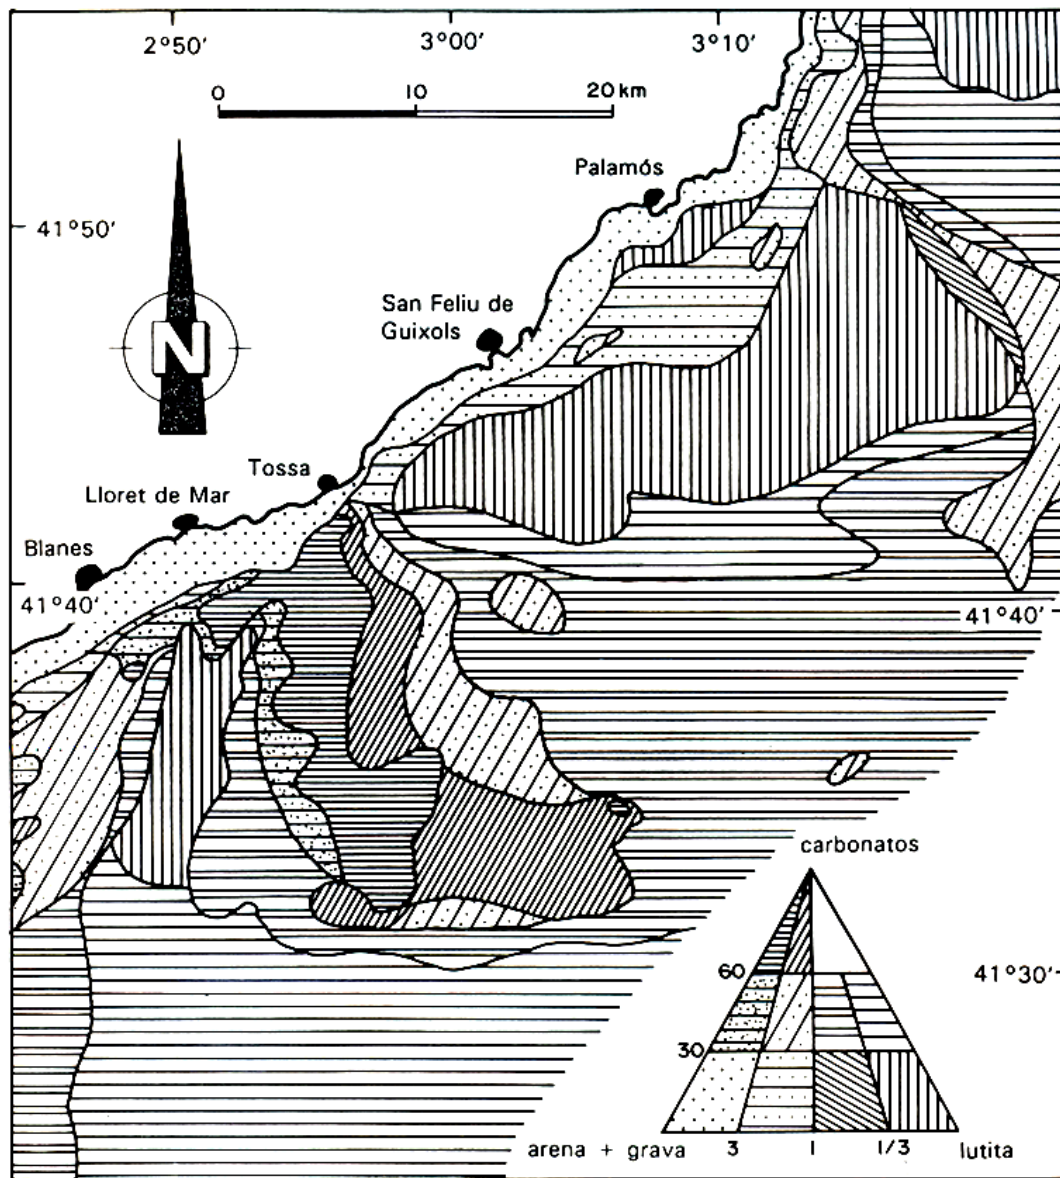 2°50′ 3°00′ 3°10′
0 10 20 km
Palamós
41°50′
San Feliu de
Guixols
N
Tossa
Lloret de Mar
Blanes
41°40′
41°40′
carbonatos
60
41°30′
30
arena + grava 3 1 1/3 lutita